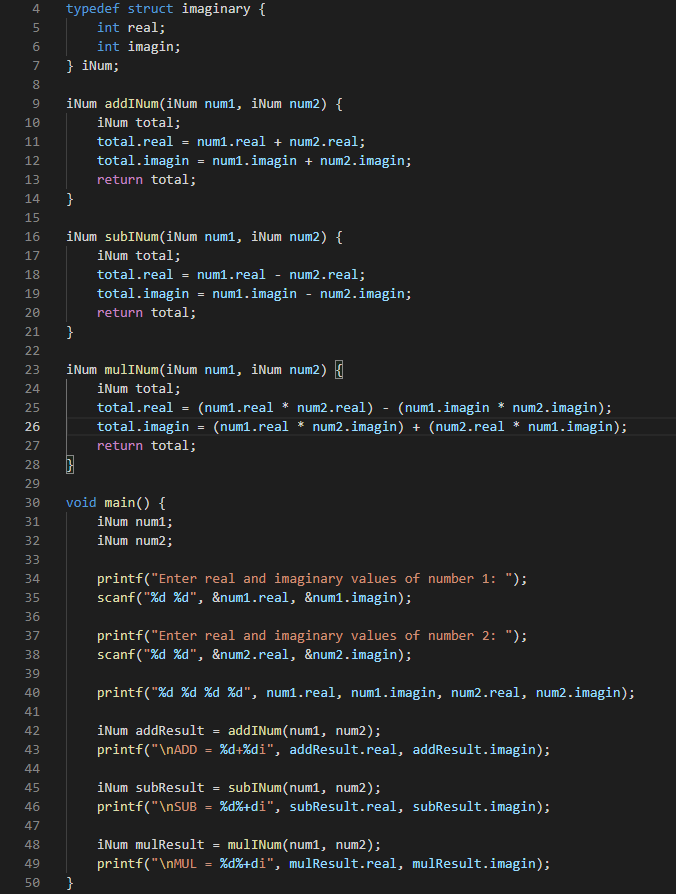 4 typedef struct imaginary {
5     int real;
6     int imagin;
7 } iNum;
8
9 iNum addINum(iNum num1, iNum num2) {
10     iNum total;
11     total.real = num1.real + num2.real;
12     total.imagin = num1.imagin + num2.imagin;
13     return total;
14 }
15
16 iNum subINum(iNum num1, iNum num2) {
17     iNum total;
18     total.real = num1.real - num2.real;
19     total.imagin = num1.imagin - num2.imagin;
20     return total;
21 }
22
23 iNum mulINum(iNum num1, iNum num2) {
24     iNum total;
25     total.real = (num1.real * num2.real) - (num1.imagin * num2.imagin);
26     total.imagin = (num1.real * num2.imagin) + (num2.real * num1.imagin);
27     return total;
28 }
29
30 void main() {
31     iNum num1;
32     iNum num2;
33
34     printf("Enter real and imaginary values of number 1: ");
35     scanf("%d %d", &num1.real, &num1.imagin);
36
37     printf("Enter real and imaginary values of number 2: ");
38     scanf("%d %d", &num2.real, &num2.imagin);
39
40     printf("%d %d %d %d", num1.real, num1.imagin, num2.real, num2.imagin);
41
42     iNum addResult = addINum(num1, num2);
43     printf("\nADD = %d+%di", addResult.real, addResult.imagin);
44
45     iNum subResult = subINum(num1, num2);
46     printf("\nSUB = %d%+di", subResult.real, subResult.imagin);
47
48     iNum mulResult = mulINum(num1, num2);
49     printf("\nMUL = %d%+di", mulResult.real, mulResult.imagin);
50 }